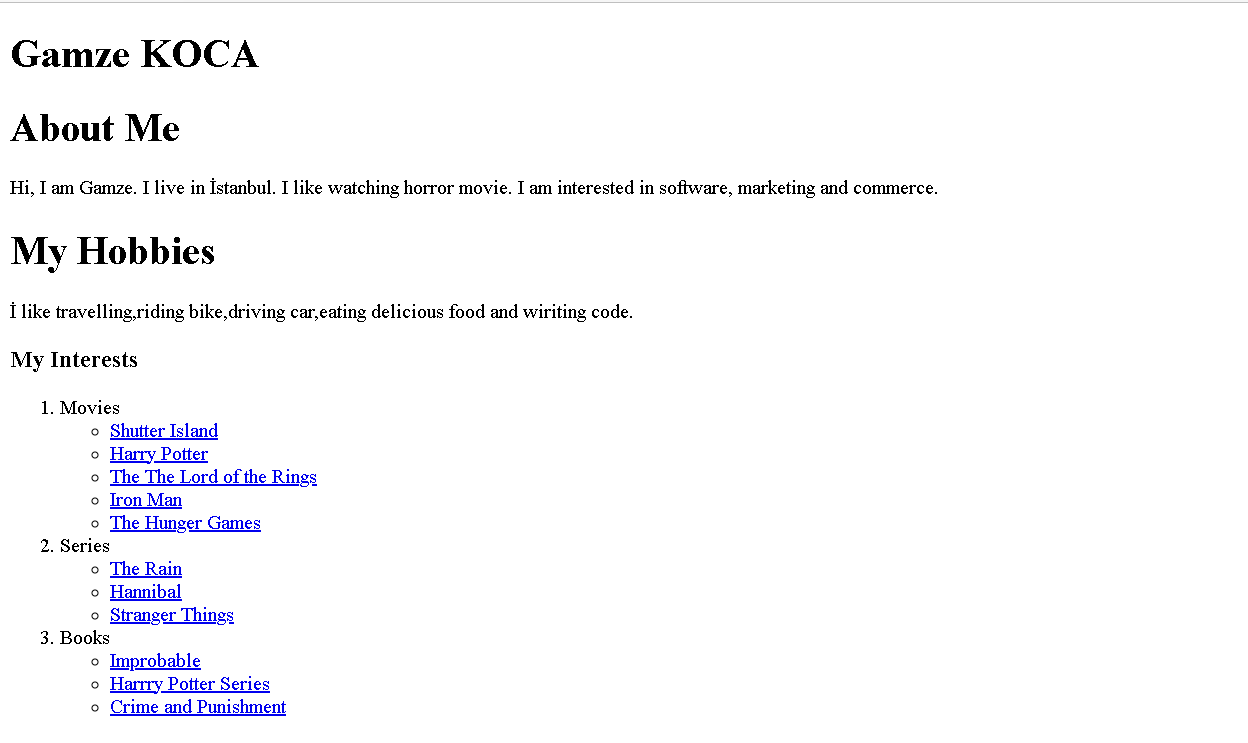 Gamze KOCA
About Me
Hi, I am Gamze. I live in İstanbul. I like watching horror movie. I am interested in software, marketing and commerce.
My Hobbies
İ like travelling,riding bike,driving car,eating delicious food and wiriting code.
My Interests
1. Movies
Shutter Island
Harry Potter
The The Lord of the Rings
Iron Man
The Hunger Games
2. Series
The Rain
Hannibal
Stranger Things
3. Books
Improbable
Harrry Potter Series
Crime and Punishment